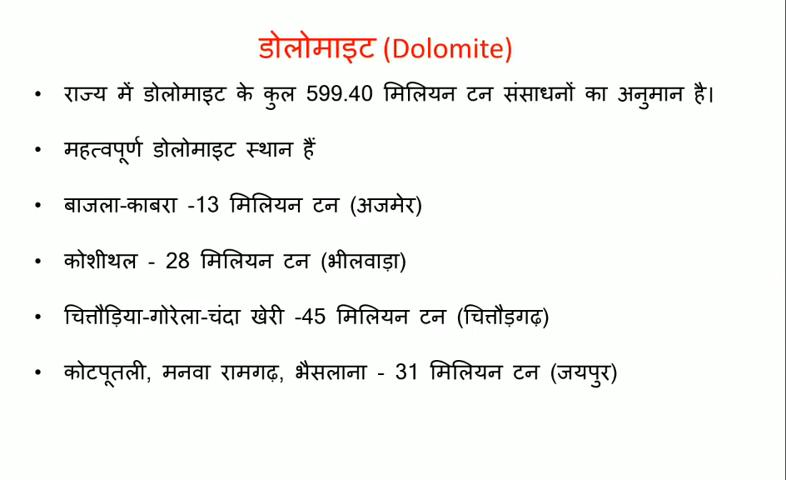 डोलोमाइट (Dolomite)
• राज्य में डोलोमाइट के कुल 599.40 मिलियन टन संसाधनों का अनुमान है।
• महत्वपूर्ण डोलोमाइट स्थान हैं
• बाजला-काबरा -13 मिलियन टन (अजमेर)
• कोशीथल - 28 मिलियन टन (भीलवाड़ा)
• चित्तौड़िया-गोरेला-चंदा खेरी -45 मिलियन टन (चित्तौड़गढ़)
• कोटपूतली, मनवा रामगढ़, भैसलाना - 31 मिलियन टन (जयपुर)